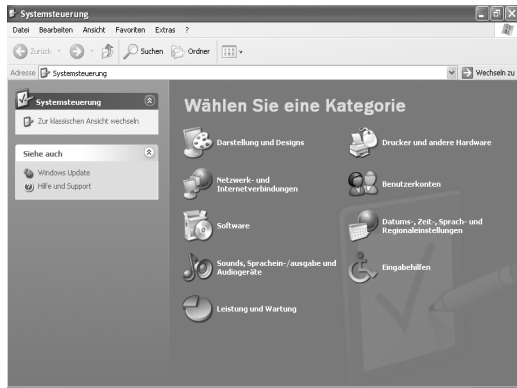 Systemsteuerung
Datei Bearbeiten Ansicht Favoriten Extras ?
Zurück Suchen Ordner
Adresse Systemsteuerung Wechseln zu
Systemsteuerung
Zur klassischen Ansicht wechseln
Siehe auch
Windows Update
Hilfe und Support
Wählen Sie eine Kategorie
Darstellung und Designs
Drucker und andere Hardware
Netzwerk- und
Internetverbindungen
Benutzerkonten
Software
Datums-, Zeit-, Sprach- und
Regionaleinstellungen
Sounds, Sprachein-/ausgabe und
Audiogeräte
Eingabehilfen
Leistung und Wartung